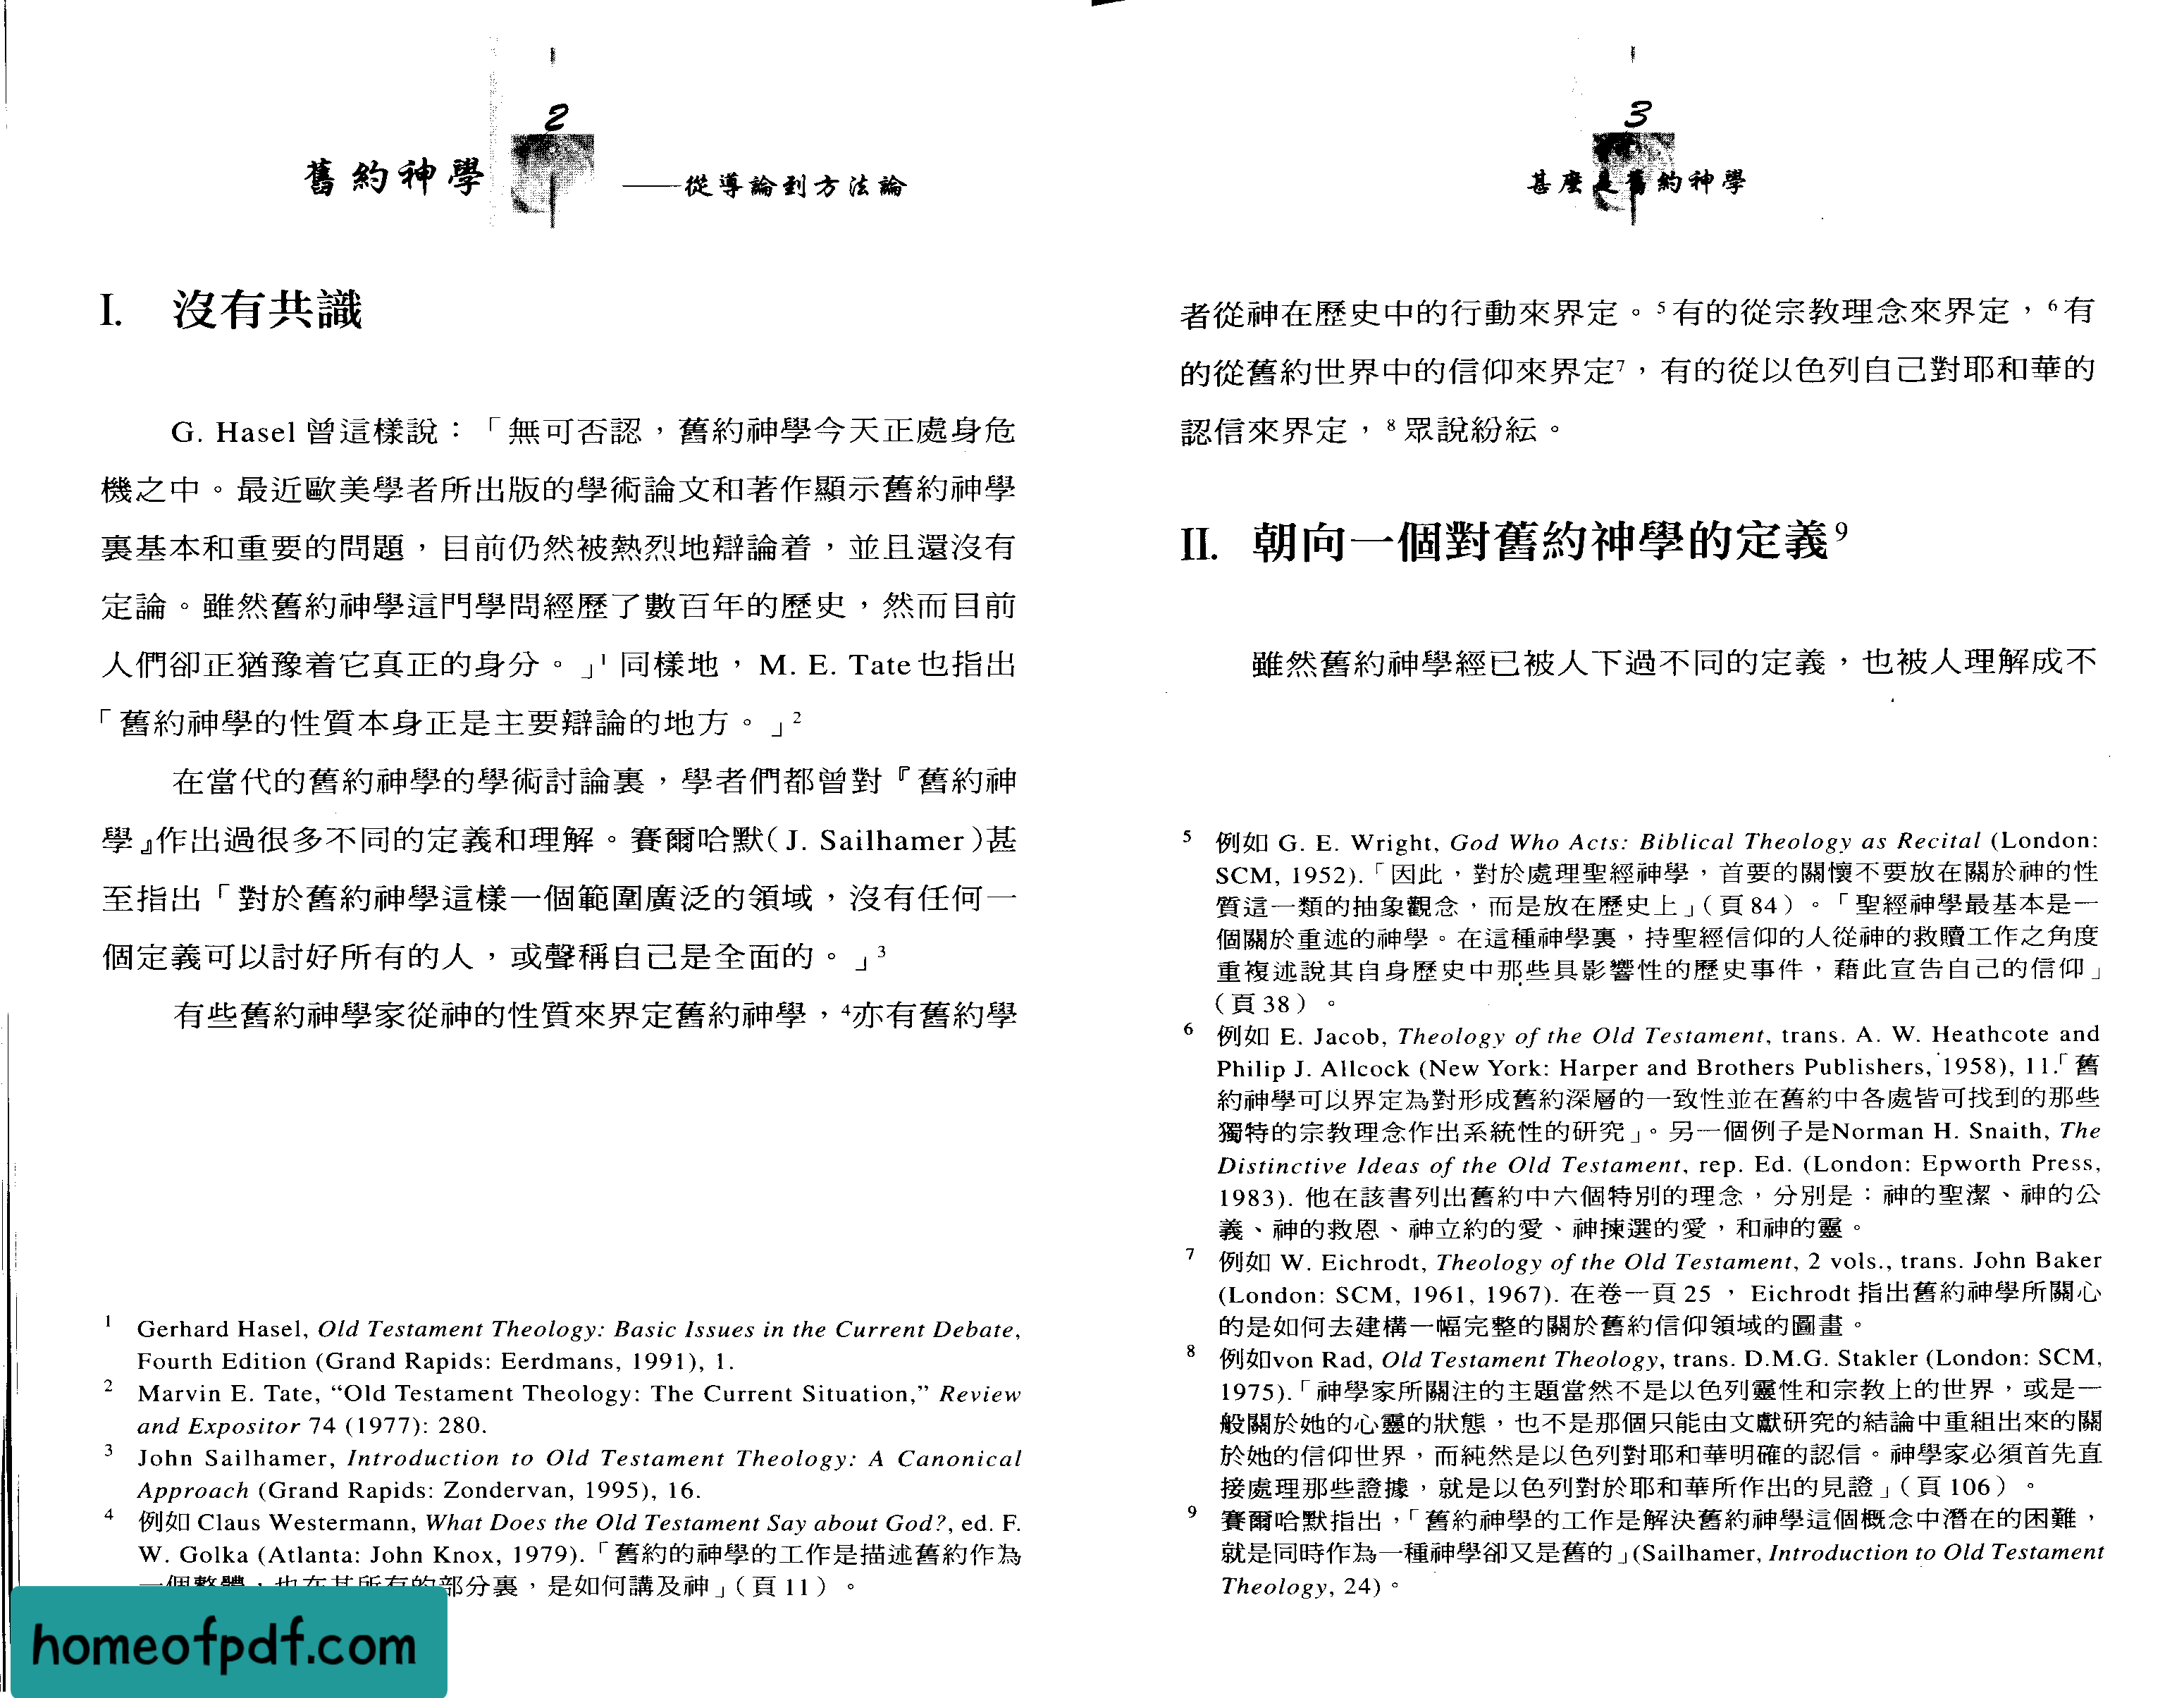 2
舊約神學
——從導論到方法論
I. 沒有共識
G. Hasel 曾這樣說：「無可否認，舊約神學今天正處身危
機之中。最近歐美學者所出版的學術論文和著作顯示舊約神學
裏基本和重要的問題，目前仍然被熱烈地辯論着，並且還沒有
定論。雖然舊約神學這門學問經歷了數百年的歷史，然而目前
人們卻正猶豫着它真正的身分。」1 同樣地，M. E. Tate 也指出
「舊約神學的性質本身正是主要辯論的地方。」2
在當代的舊約神學的學術討論裏，學者們都曾對『舊約神
學』作出過很多不同的定義和理解。賽爾哈默(J. Sailhamer)甚
至指出「對於舊約神學這樣一個範圍廣泛的領域，沒有任何一
個定義可以討好所有的人，或聲稱自己是全面的。」3
有些舊約神學家從神的性質來界定舊約神學，4亦有舊約學
1 Gerhard Hasel, Old Testament Theology: Basic Issues in the Current Debate,
Fourth Edition (Grand Rapids: Eerdmans, 1991), 1.
2 Marvin E. Tate, “Old Testament Theology: The Current Situation,” Review
and Expositor 74 (1977): 280.
3 John Sailhamer, Introduction to Old Testament Theology: A Canonical
Approach (Grand Rapids: Zondervan, 1995), 16.
4 例如 Claus Westermann, What Does the Old Testament Say about God?, ed. F.
W. Golka (Atlanta: John Knox, 1979).「舊約的神學的工作是描述舊約作為
一個整體，也在其所有的部分裏，是如何講及神」（頁 11）。
homeofpdf.com
3
甚麼是舊約神學
者從神在歷史中的行動來界定。5 有的從宗教理念來界定，6 有
的從舊約世界中的信仰來界定7，有的從以色列自己對耶和華的
認信來界定，8 眾說紛紜。
II. 朝向一個對舊約神學的定義9
雖然舊約神學經已被人下過不同的定義，也被人理解成不
5 例如 G. E. Wright, God Who Acts: Biblical Theology as Recital (London:
SCM, 1952).「因此，對於處理聖經神學，首要的關懷不要放在關於神的性
質這一類的抽象觀念，而是放在歷史上」（頁 84）。「聖經神學最基本是一
個關於重述的神學。在這種神學裏，持聖經信仰的人從神的救贖工作之角度
重複述說其自身歷史中那些具影響性的歷史事件，藉此宣告自己的信仰」
（頁 38）。
6 例如 E. Jacob, Theology of the Old Testament, trans. A. W. Heathcote and
Philip J. Allcock (New York: Harper and Brothers Publishers, 1958), 11.「舊
約神學可以界定為對形成舊約深層的一致性並在舊約中各處皆可找到的那些
獨特的宗教理念作出系統性的研究」。另一個例子是Norman H. Snaith, The
Distinctive Ideas of the Old Testament, rep. Ed. (London: Epworth Press,
1983). 他在該書列出舊約中六個特別的理念，分別是：神的聖潔、神的公
義、神的救恩、神立約的愛、神揀選的愛，和神的靈。
7 例如 W. Eichrodt, Theology of the Old Testament, 2 vols., trans. John Baker
(London: SCM, 1961, 1967). 在卷一頁 25 ， Eichrodt 指出舊約神學所關心
的是如何去建構一幅完整的關於舊約信仰領域的圖畫。
8 例如von Rad, Old Testament Theology, trans. D.M.G. Stakler (London: SCM,
1975).「神學家所關注的主題當然不是以色列靈性和宗教上的世界，或是一
般關於她的心靈的狀態，也不是那個只能由文獻研究的結論中重組出來的關
於她的信仰世界，而純然是以色列對耶和華明確的認信。神學家必須首先直
接處理那些證據，就是以色列對於耶和華所作出的見證」（頁 106）。
9 賽爾哈默指出，「舊約神學的工作是解決舊約神學這個概念中潛在的困難，
就是同時作為一種神學卻又是舊的」(Sailhamer, Introduction to Old Testament
Theology, 24)。